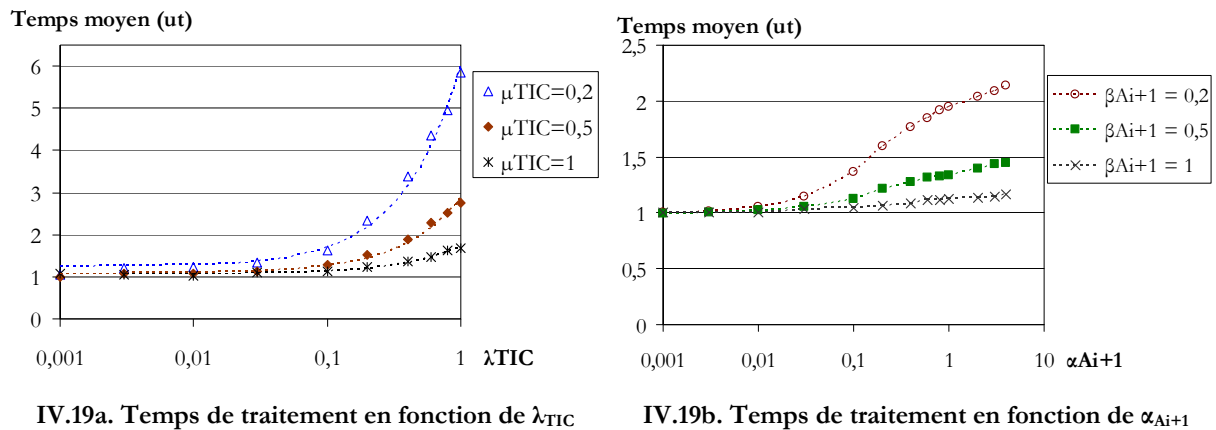 Temps moyen (ut)
6
5
4
3
2
1
0
0,001
0,01
0,1
1
λTIC
μTIC=0,2
μTIC=0,5
μTIC=1
IV.19a. Temps de traitement en fonction de λTIC
Temps moyen (ut)
2,5
2
1,5
1
0,5
0
0,001
0,01
0,1
1
10
αAi+1
βAi+1 = 0,2
βAi+1 = 0,5
βAi+1 = 1
IV.19b. Temps de traitement en fonction de αAi+1